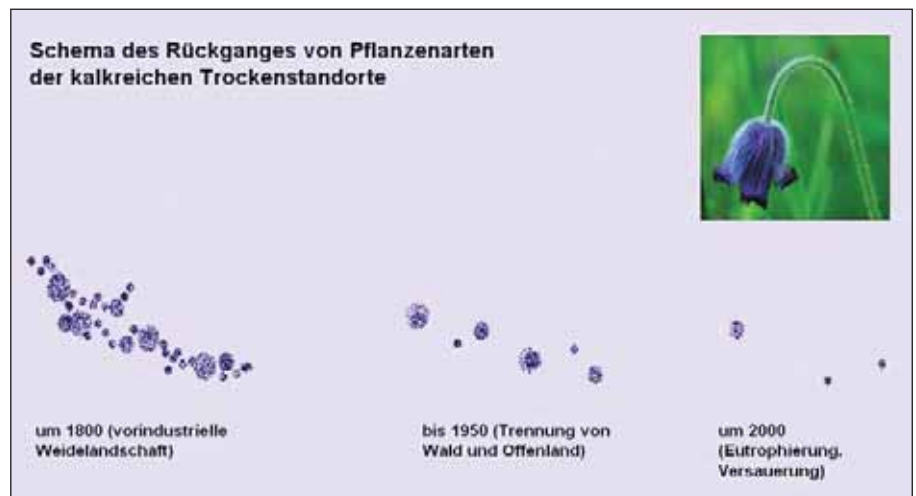 Schema des Rückganges von Pflanzenarten
der kalkreichen Trockenstandorte
um 1800 (vorindustrielle
Weidelandschaft)
bis 1950 (Trennung von
Wald und Offenland)
um 2000
(Eutrophierung,
Versauerung)